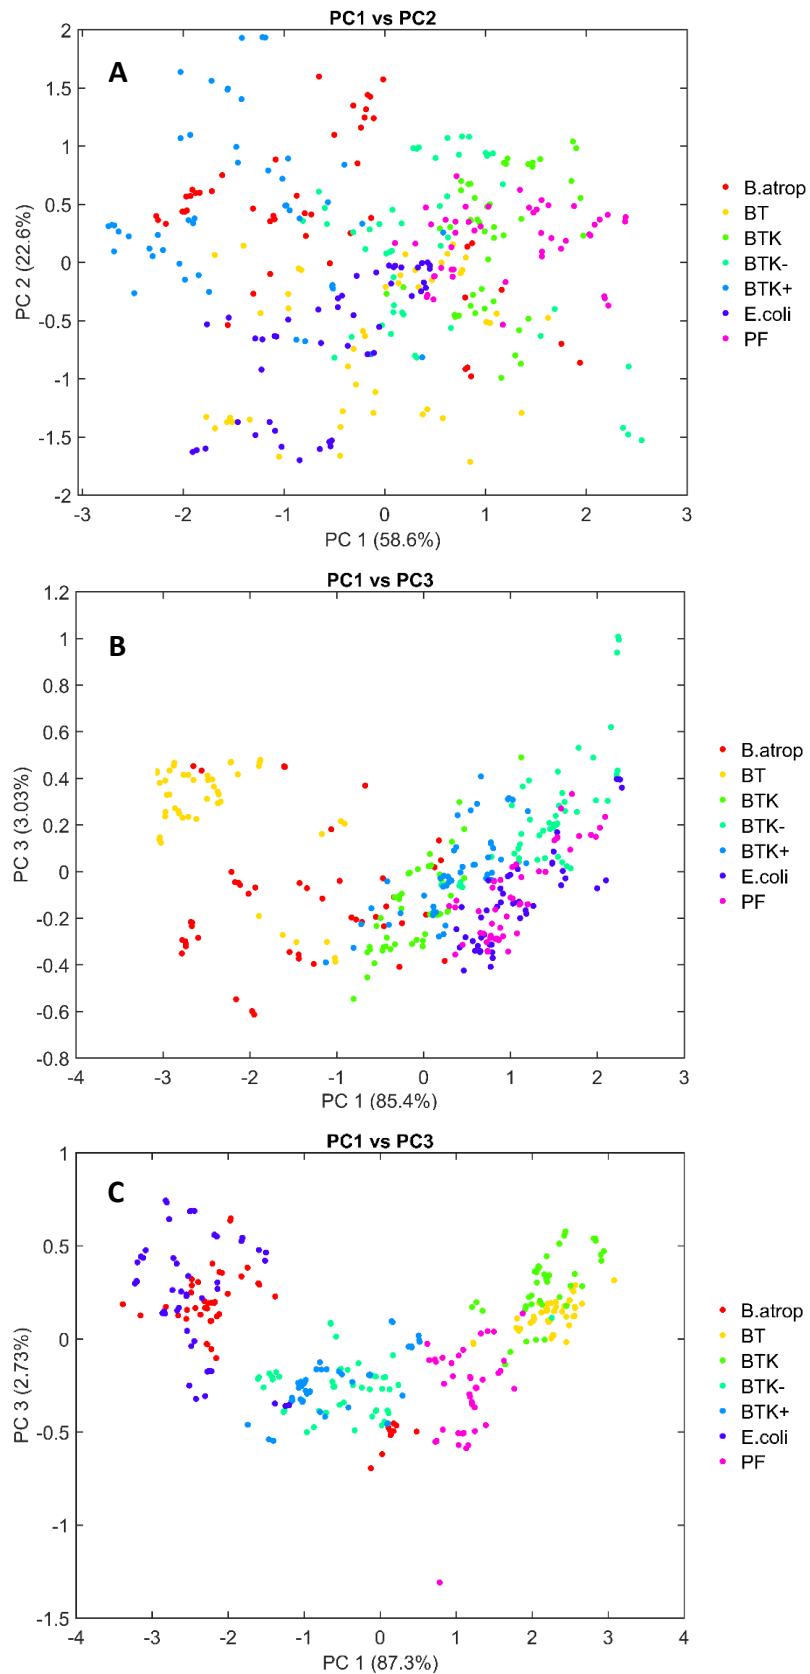 PC1 vs PC2
A
2
1.5
1
0.5
0
-0.5
-1
-1.5
-2
PC 2 (22.6%)
-3 -2 -1 0 1 2 3
PC 1 (58.6%)
B.atrop
BT
BTK
BTK-
BTK+
E.coli
PF
PC1 vs PC3
B
1.2
1
0.8
0.6
0.4
0.2
0
-0.2
-0.4
-0.6
-0.8
PC 3 (3.03%)
-4 -3 -2 -1 0 1 2 3
PC 1 (85.4%)
B.atrop
BT
BTK
BTK-
BTK+
E.coli
PF
PC1 vs PC3
C
1
0.5
0
-0.5
-1
-1.5
PC 3 (2.73%)
-4 -3 -2 -1 0 1 2 3 4
PC 1 (87.3%)
B.atrop
BT
BTK
BTK-
BTK+
E.coli
PF